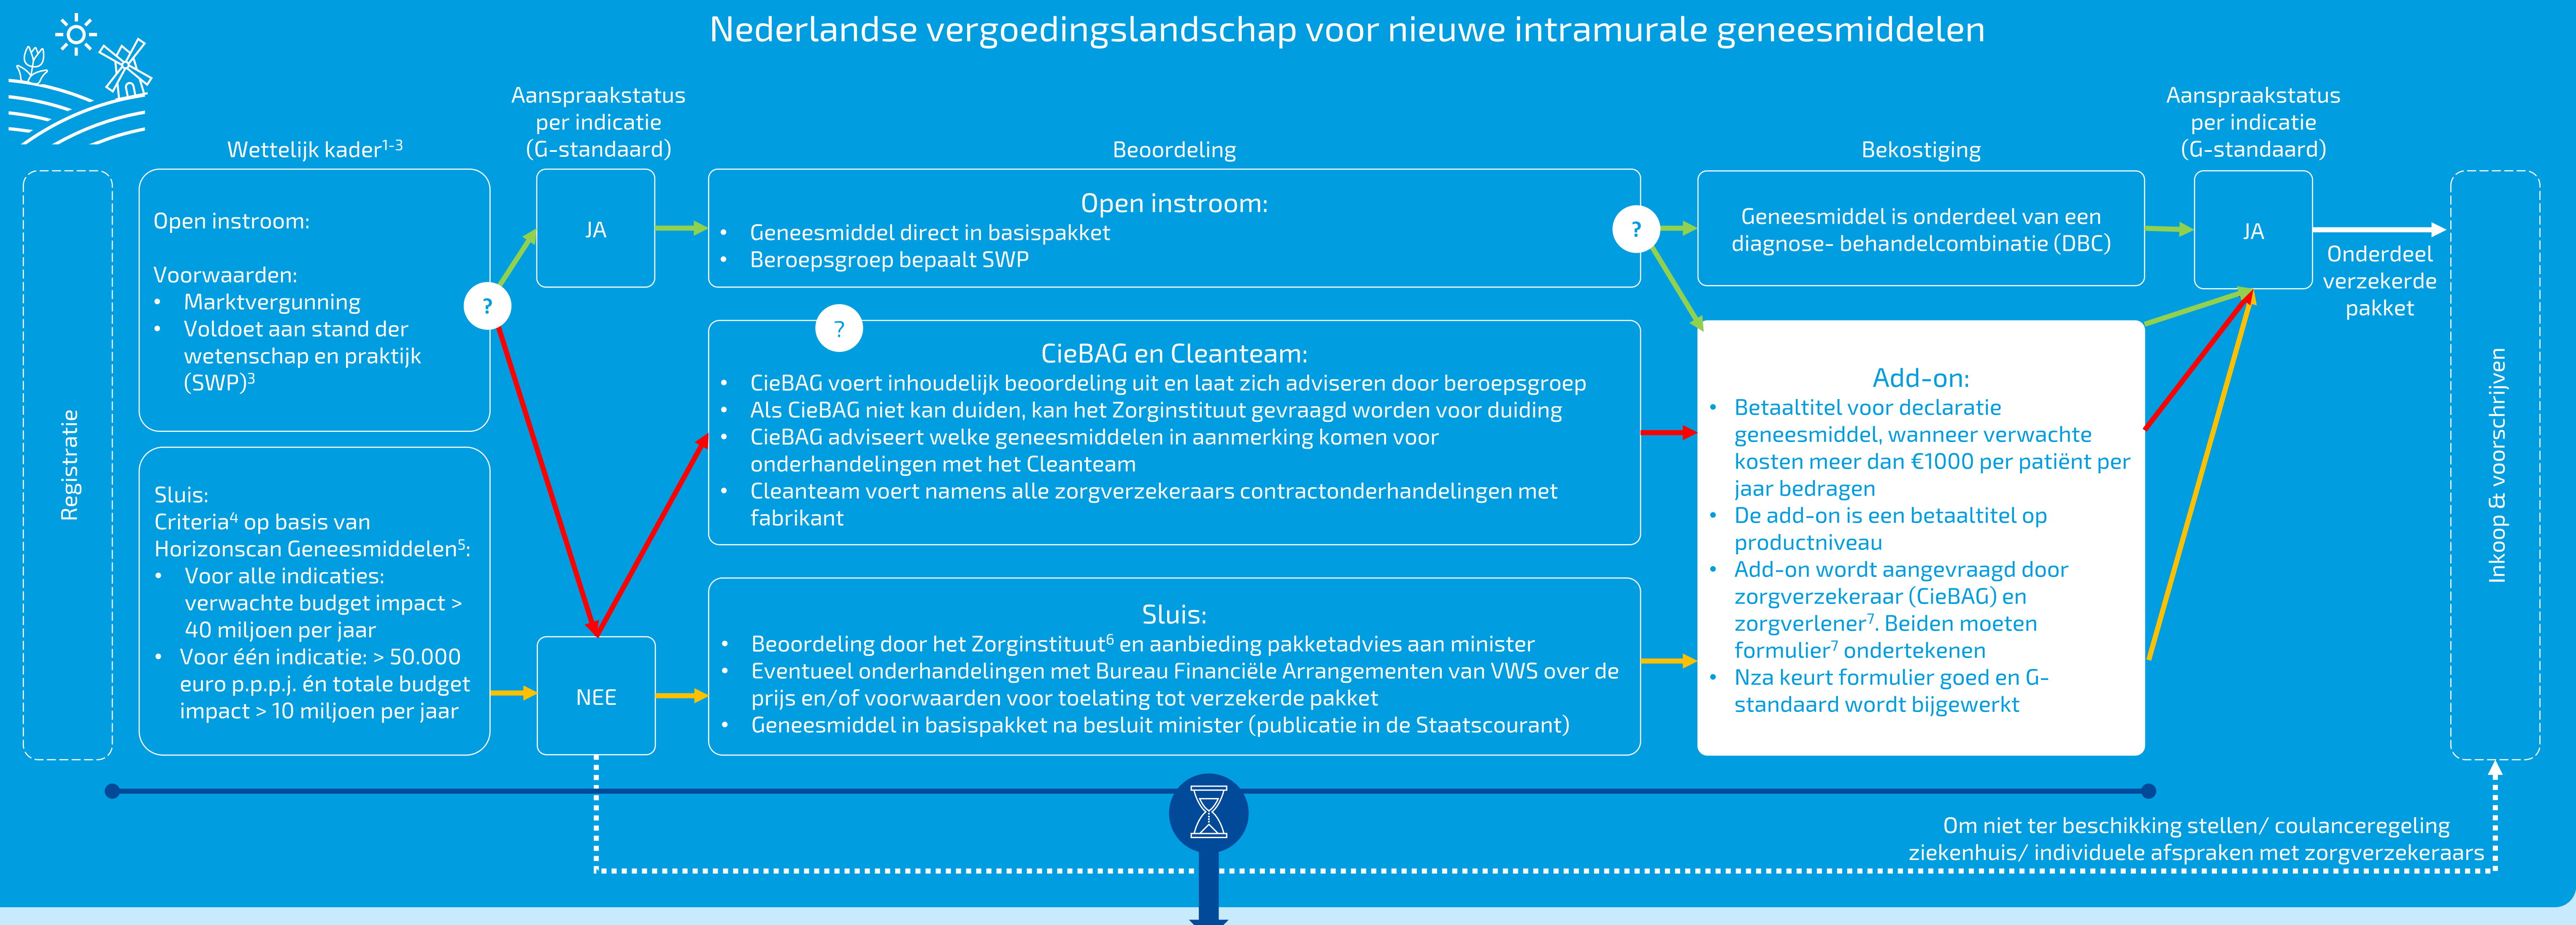 Nederlandse vergoedingslandschap voor nieuwe intramurale geneesmiddelen
Registratie
Wettelijk kader¹⁻³
Open instroom:
Voorwaarden:
• Marktvergunning
• Voldoet aan stand der
wetenschap en praktijk
(SWP)³
?
Sluis:
Criteria⁴ op basis van
Horizonscan Geneesmiddelen⁵:
• Voor alle indicaties:
verwachte budget impact >
40 miljoen per jaar
• Voor één indicatie: > 50.000
euro p.p.p.j. én totale budget
impact > 10 miljoen per jaar
Aanspraakstatus
per indicatie
(G-standaard)
JA
NEE
Beoordeling
Open instroom:
• Geneesmiddel direct in basispakket
• Beroepsgroep bepaalt SWP
?
?
CieBAG en Cleanteam:
• CieBAG voert inhoudelijk beoordeling uit en laat zich adviseren door beroepsgroep
• Als CieBAG niet kan duiden, kan het Zorginstituut gevraagd worden voor duiding
• CieBAG adviseert welke geneesmiddelen in aanmerking komen voor
onderhandelingen met het Cleanteam
• Cleanteam voert namens alle zorgverzekeraars contractonderhandelingen met
fabrikant
Sluis:
• Beoordeling door het Zorginstituut⁶ en aanbieding pakketadvies aan minister
• Eventueel onderhandelingen met Bureau Financiële Arrangementen van VWS over de
prijs en/of voorwaarden voor toelating tot verzekerde pakket
• Geneesmiddel in basispakket na besluit minister (publicatie in de Staatscourant)
Bekostiging
Geneesmiddel is onderdeel van een
diagnose- behandelcombinatie (DBC)
Add-on:
• Betaaltitel voor declaratie
geneesmiddel, wanneer verwachte
kosten meer dan €1000 per patiënt per
jaar bedragen
• De add-on is een betaaltitel op
productniveau
• Add-on wordt aangevraagd door
zorgverzekeraar (CieBAG) en
zorgverlener⁷. Beiden moeten
formulier⁷ ondertekenen
• Nza keurt formulier goed en G-
standaard wordt bijgewerkt
Aanspraakstatus
per indicatie
(G-standaard)
JA
Onderdeel
verzekerde
pakket
Inkoop & voorschrijven
Om niet ter beschikking stellen/ coulanceregeling
ziekenhuis/ individuele afspraken met zorgverzekeraars